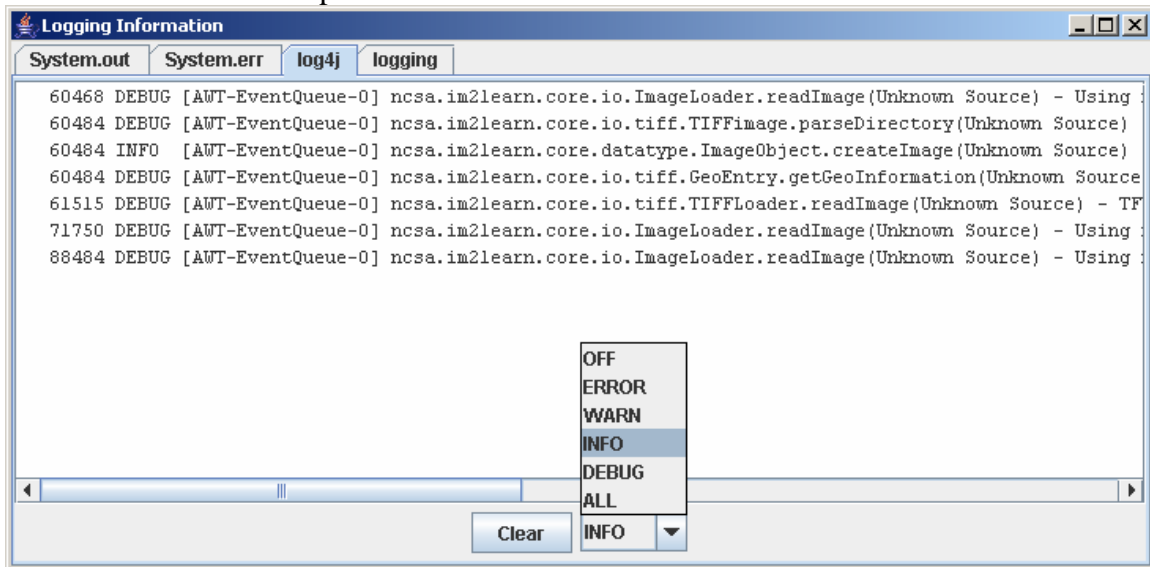 Logging Information
System.out System.err log4j logging
60468 DEBUG [AWT-EventQueue-0] ncsa.im2learn.core.io.ImageLoader.readImage(Unknown Source) - Using
60484 DEBUG [AWT-EventQueue-0] ncsa.im2learn.core.io.tiff.TIFFimage.parseDirectory(Unknown Source)
60484 INFO [AWT-EventQueue-0] ncsa.im2learn.core.datatype.ImageObject.createImage(Unknown Source)
60484 DEBUG [AWT-EventQueue-0] ncsa.im2learn.core.io.tiff.GeoEntry.getGeoInformation(Unknown Source
61515 DEBUG [AWT-EventQueue-0] ncsa.im2learn.core.io.tiff.TIFFLoader.readImage(Unknown Source) - TF
71750 DEBUG [AWT-EventQueue-0] ncsa.im2learn.core.io.ImageLoader.readImage(Unknown Source) - Using
88484 DEBUG [AWT-EventQueue-0] ncsa.im2learn.core.io.ImageLoader.readImage(Unknown Source) - Using
OFF
ERROR
WARN
INFO
DEBUG
ALL
Clear INFO